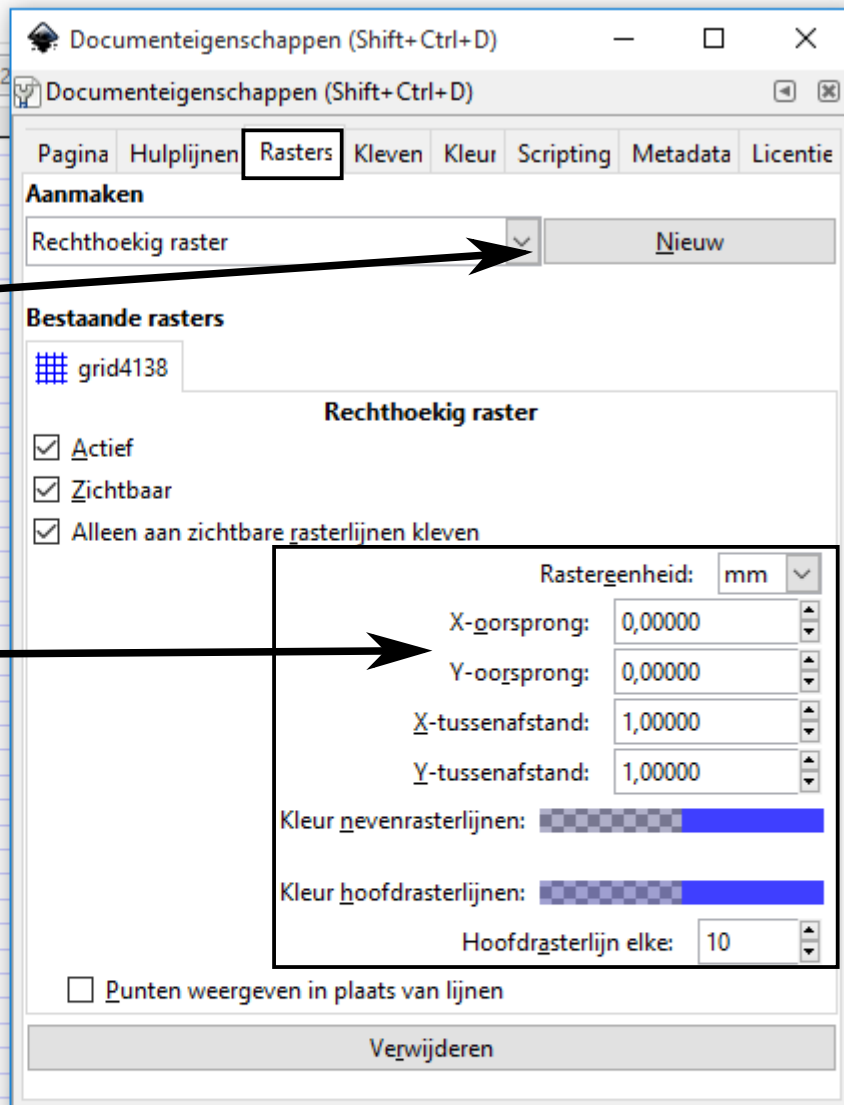 Documenteigenschappen (Shift+Ctrl+D)
2
Documenteigenschappen (Shift+Ctrl+D)
Pagina Hulplijnen Rasters Kleven Kleur Scripting Metadata Licentie
Aanmaken
Rechthoekig raster Nieuw
Bestaande rasters
grid4138
Rechthoekig raster
Actief
Zichtbaar
Alleen aan zichtbare rasterlijnen kleven
Rastereenheid: mm
X-oorsprong: 0,00000
Y-oorsprong: 0,00000
X-tussenafstand: 1,00000
Y-tussenafstand: 1,00000
Kleur nevenrasterlijnen:
Kleur hoofdrasterlijnen:
Hoofdrasterlijn elke: 10
Punten weergeven in plaats van lijnen
Verwijderen